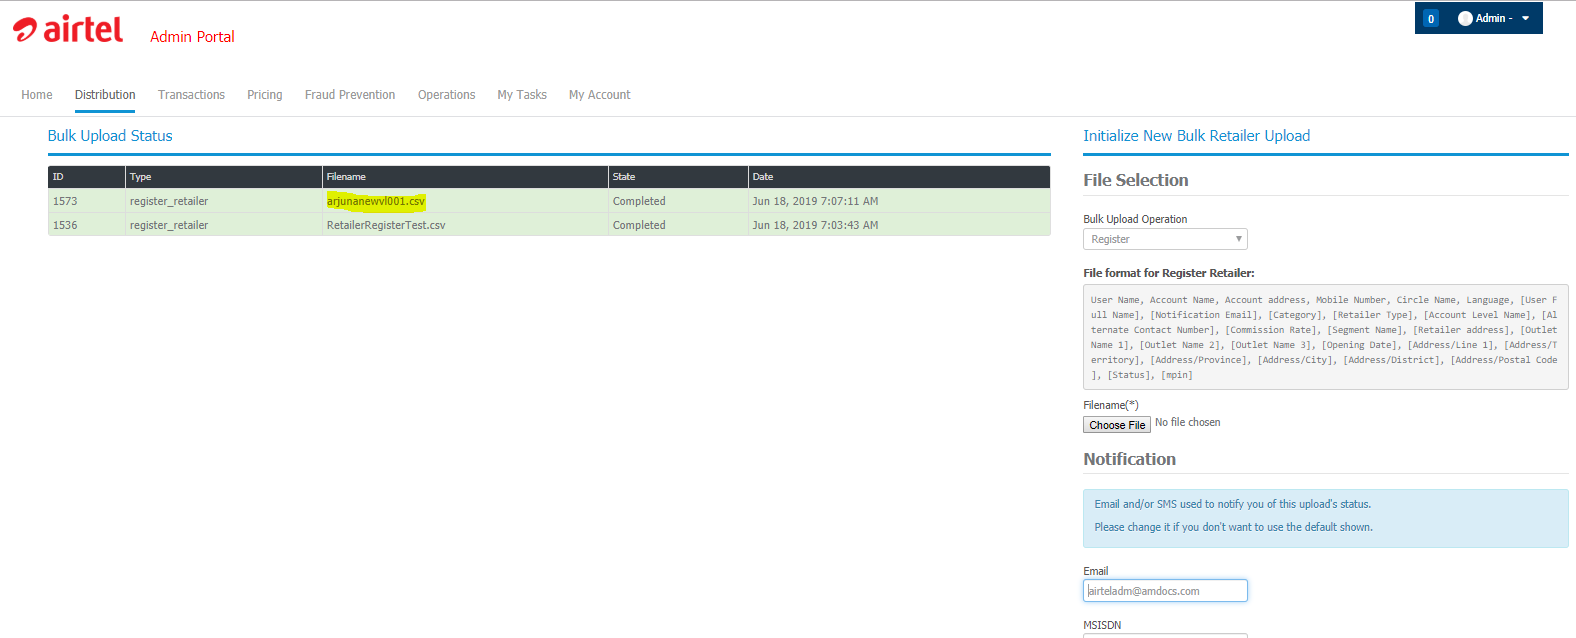 airtel
Admin Portal
0
Admin -
Home
Distribution
Transactions
Pricing
Fraud Prevention
Operations
My Tasks
My Account
Bulk Upload Status
ID
Type
Filename
State
Date
1573
register_retailer
arjunanewvl001.csv
Completed
Jun 18, 2019 7:07:11 AM
1536
register_retailer
RetailerRegisterTest.csv
Completed
Jun 18, 2019 7:03:43 AM
Initialize New Bulk Retailer Upload
File Selection
Bulk Upload Operation
Register
File format for Register Retailer:
User Name, Account Name, Account address, Mobile Number, Circle Name, Language, [User F
ull Name], [Notification Email], [Category], [Retailer Type], [Account Level Name], [Al
ternate Contact Number], [Commission Rate], [Segment Name], [Retailer address], [Outlet
Name 1], [Outlet Name 2], [Outlet Name 3], [Opening Date], [Address/Line 1], [Address/T
erritory], [Address/Province], [Address/City], [Address/District], [Address/Postal Code
], [Status], [mpin]
Filename(*)
Choose File No file chosen
Notification
Email and/or SMS used to notify you of this upload's status.
Please change it if you don't want to use the default shown.
Email
airteladm@amdocs.com
MSISDN